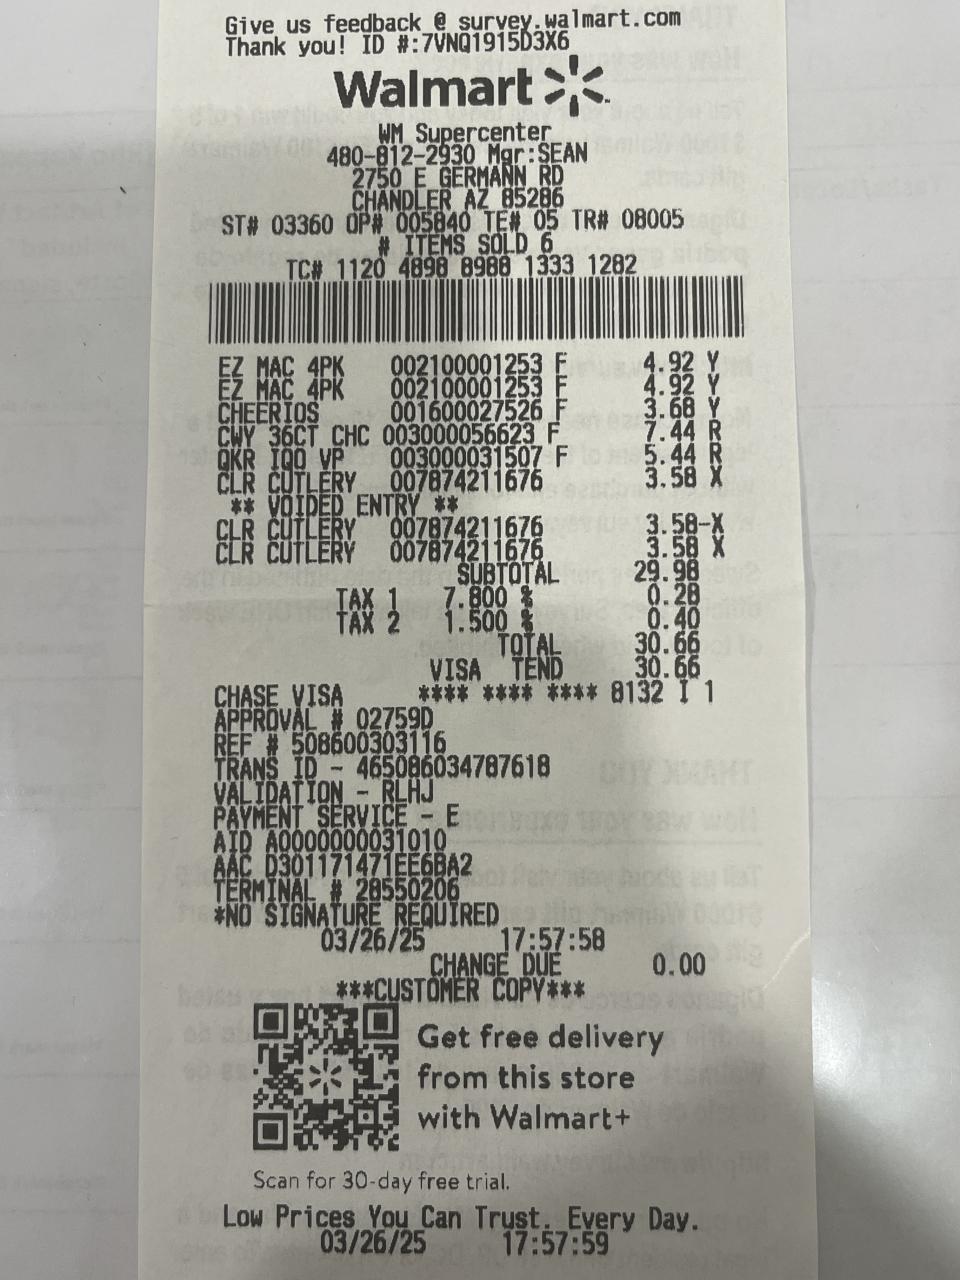 Give us feedback @ survey.walmart.com
Thank you! ID #:7VNQ1915D3X6
Walmart
WM Supercenter
480-812-2930 Mgr:SEAN
2750 E GERMANN RD
CHANDLER AZ 85286
ST# 03360 OP# 005840 TE# 05 TR# 08005
# ITEMS SOLD 6
TC# 1120 4898 8988 1333 1282
EZ MAC 4PK 002100001253 F 4.92 Y
EZ MAC 4PK 002100001253 F 4.92 Y
CHEERIOS 001600027526 F 3.68 Y
CWY 36CT CHC 003000056623 F 7.44 R
QKR IQO VP 003000031507 F 5.44 R
CLR CUTLERY 007874211676 3.58 X
** VOIDED ENTRY **
CLR CUTLERY 007874211676 3.58-X
CLR CUTLERY 007874211676 3.58 X
SUBTOTAL 29.98
TAX 1 7.800 % 0.28
TAX 2 1.500 % 0.40
TOTAL 30.66
VISA TEND 30.66
CHASE VISA **** **** **** 8132 I 1
APPROVAL # 02759D
REF # 508600303116
TRANS ID - 465086034787618
VALIDATION - RLHJ
PAYMENT SERVICE - E
AID A0000000031010
AAC D301171471EE6BA2
TERMINAL # 28550206
*NO SIGNATURE REQUIRED
03/26/25 17:57:58
CHANGE DUE 0.00
***CUSTOMER COPY***
Get free delivery
from this store
with Walmart+
Scan for 30-day free trial.
Low Prices You Can Trust. Every Day.
03/26/25 17:57:59